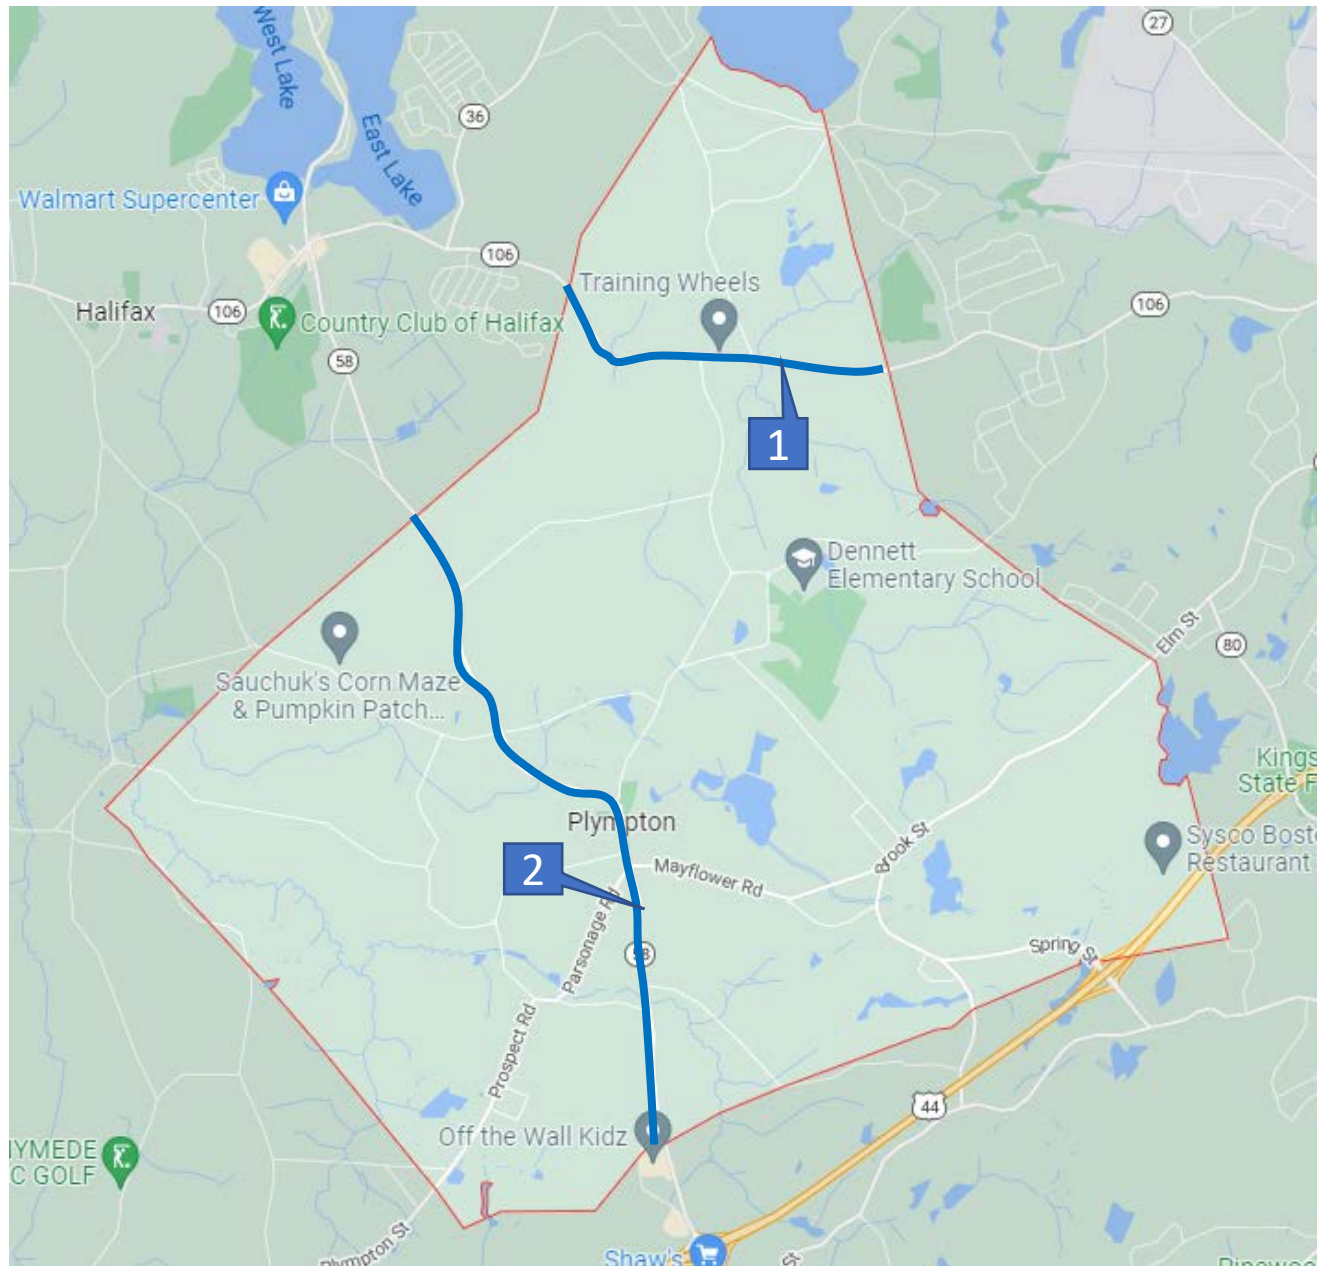 West Lake
East Lake
27
36
Walmart Supercenter
106
Training Wheels
Halifax
106
Country Club of Halifax
106
58
1
Dennett
Elementary School
Elm St
80
Sauchuk's Corn Maze
& Pumpkin Patch...
Kings
State F
Plympton
Sysco Bost
Restaurant
2
Mayflower Rd
Brook St
Parsonage Rd
58
Spring St
Prospect Rd
44
Off the Wall Kidz
NYMEDE
C GOLF
Plympton St
Shaw's
St